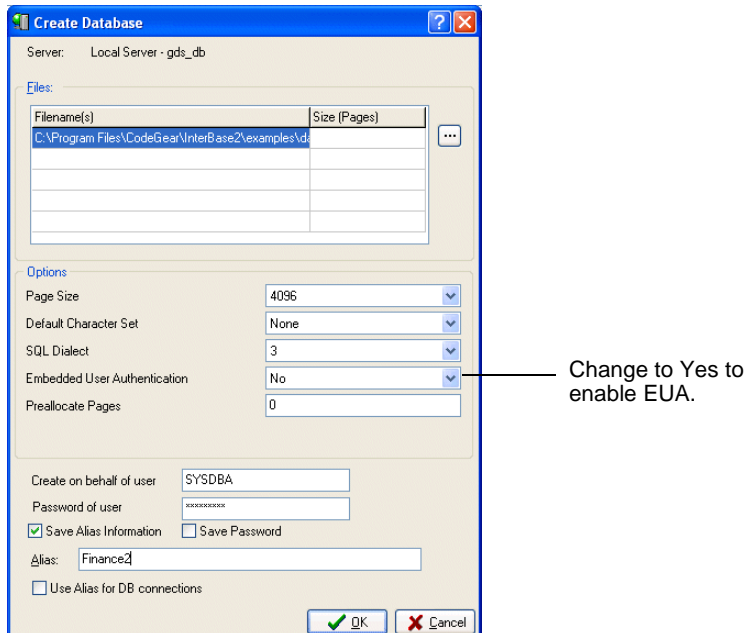 Create Database
Server: Local Server - gds_db
Files:
Filename(s) Size (Pages)
C:\Program Files\CodeGear\InterBase2\examples\da
...
Options
Page Size 4096
Default Character Set None
SQL Dialect 3
Embedded User Authentication No
Change to Yes to
enable EUA.
Preallocate Pages 0
Create on behalf of user SYSDBA
Password of user xxxxxxxxx
Save Alias Information Save Password
Alias: Finance2
Use Alias for DB connections
OK Cancel